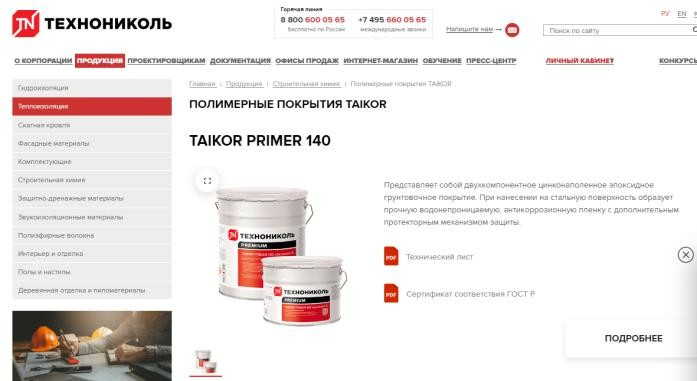 ТЕХНОНИКОЛЬ
Горячая линия
8 800 600 05 65 +7 495 660 05 65
бесплатно по России международные звонки
Напишите нам →
РУ EN
Поиск по сайту
О КОРПОРАЦИИ ПРОДУКЦИЯ ПРОЕКТИРОВЩИКАМ ДОКУМЕНТАЦИЯ ОФИСЫ ПРОДАЖ ИНТЕРНЕТ-МАГАЗИН ОБУЧЕНИЕ ПРЕСС-ЦЕНТР ЛИЧНЫЙ КАБИНЕТ КОНКУРСЫ
Гидроизоляция
Теплоизоляция
Скатная кровля
Фасадные материалы
Комплектующие
Строительная химия
Защитно-дренажные материалы
Звукоизоляционные материалы
Полиэфирные волокна
Интерьер и отделка
Полы и настилы
Деревянная отделка и пиломатериалы
Главная Продукция Строительная химия Полимерные покрытия TAIKOR
ПОЛИМЕРНЫЕ ПОКРЫТИЯ TAIKOR
TAIKOR PRIMER 140
ТЕХНОНИКОЛЬ
PREMIUM
ТЕХНОНИКОЛЬ
PREMIUM
Представляет собой двухкомпонентное цинконаполенное эпоксидное
грунтовочное покрытие. При нанесении на стальную поверхность образует
прочную водонепроницаемую, антикоррозионную пленку с дополнительным
протекторным механизмом защиты.
PDF Технический лист
PDF Сертификат соответствия ГОСТ Р
ПОДРОБНЕЕ